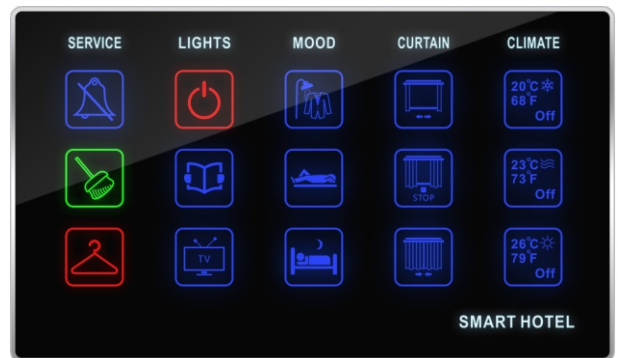 SERVICE LIGHTS MOOD CURTAIN CLIMATE
20°C
68°F
Off
STOP
23°C
73°F
Off
TV
26°C
79°F
Off
SMART HOTEL